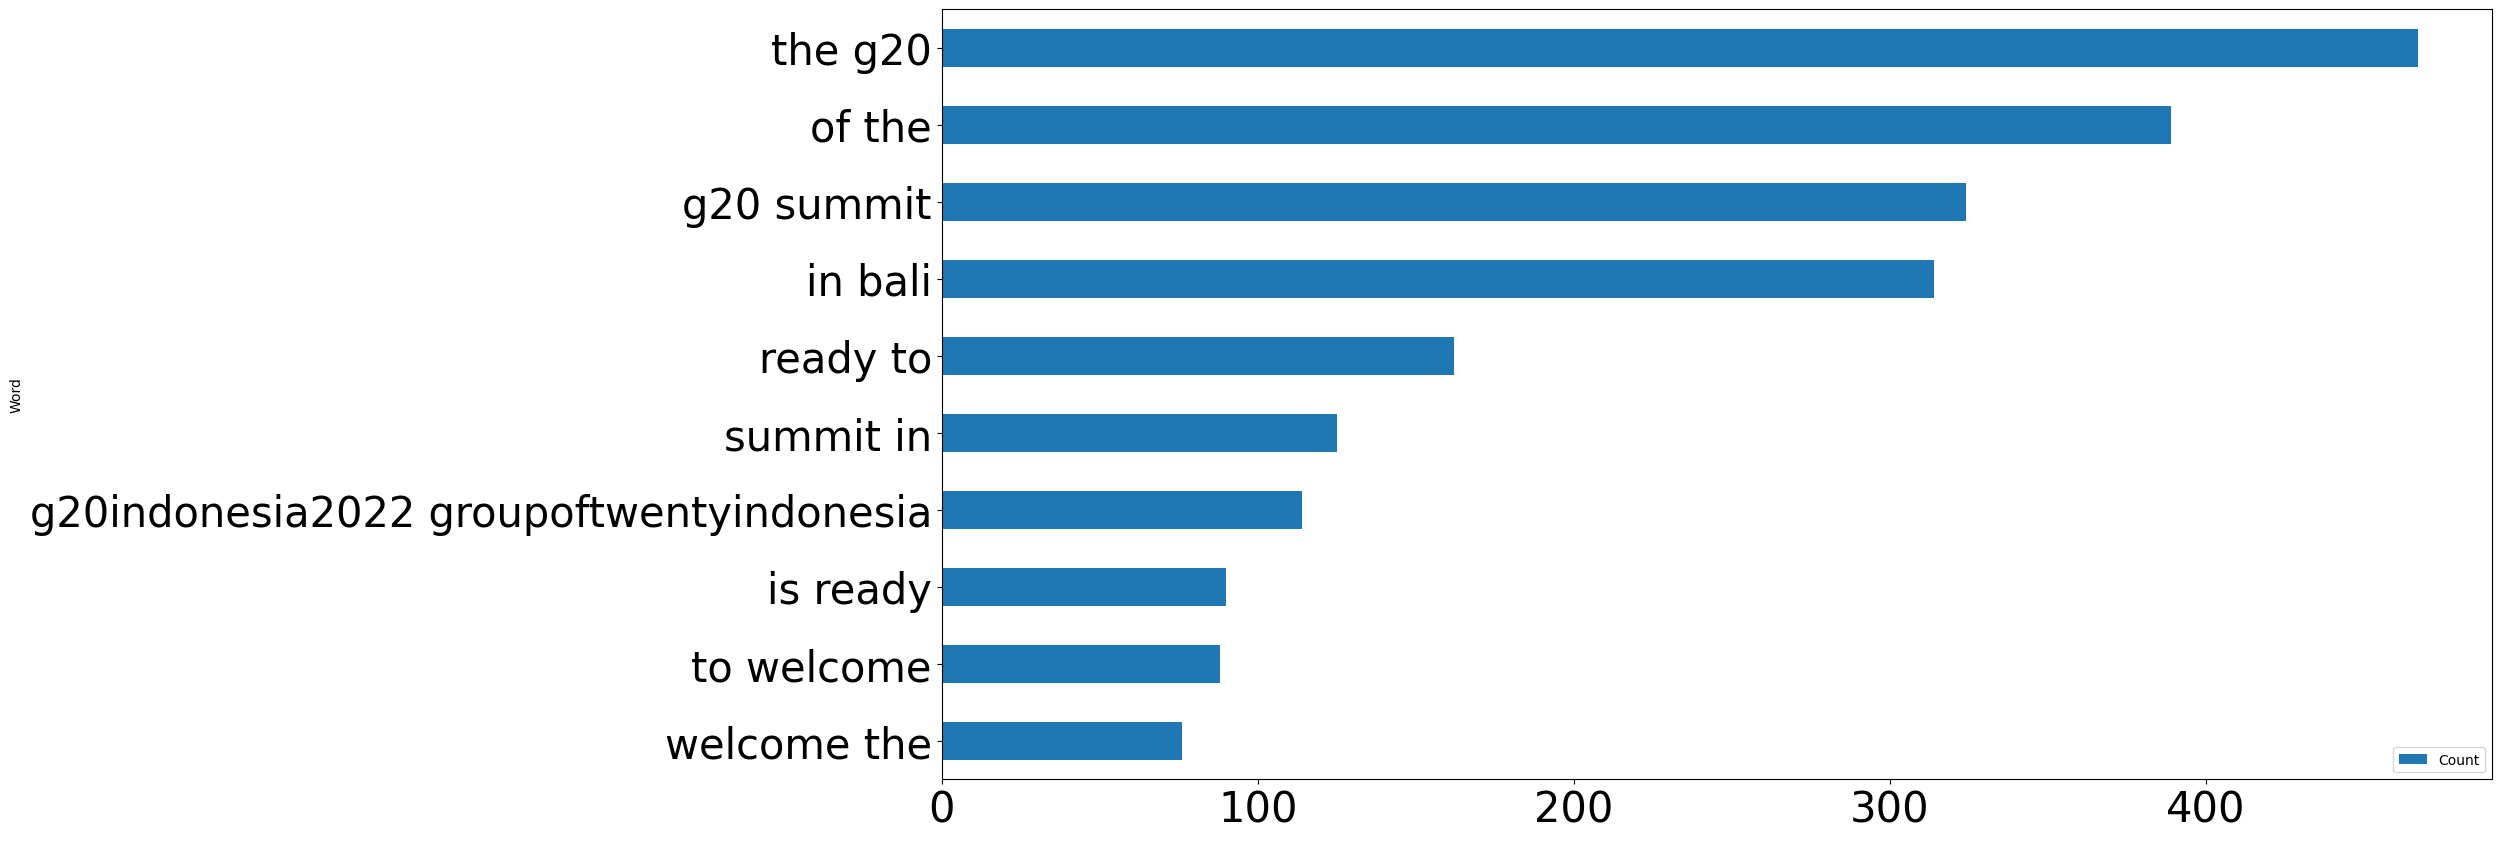 the g20
of the
g20 summit
in bali
ready to
summit in
g20indonesia2022 groupoftwentyindonesia
is ready
to welcome
welcome the
Word
Count
0 100 200 300 400